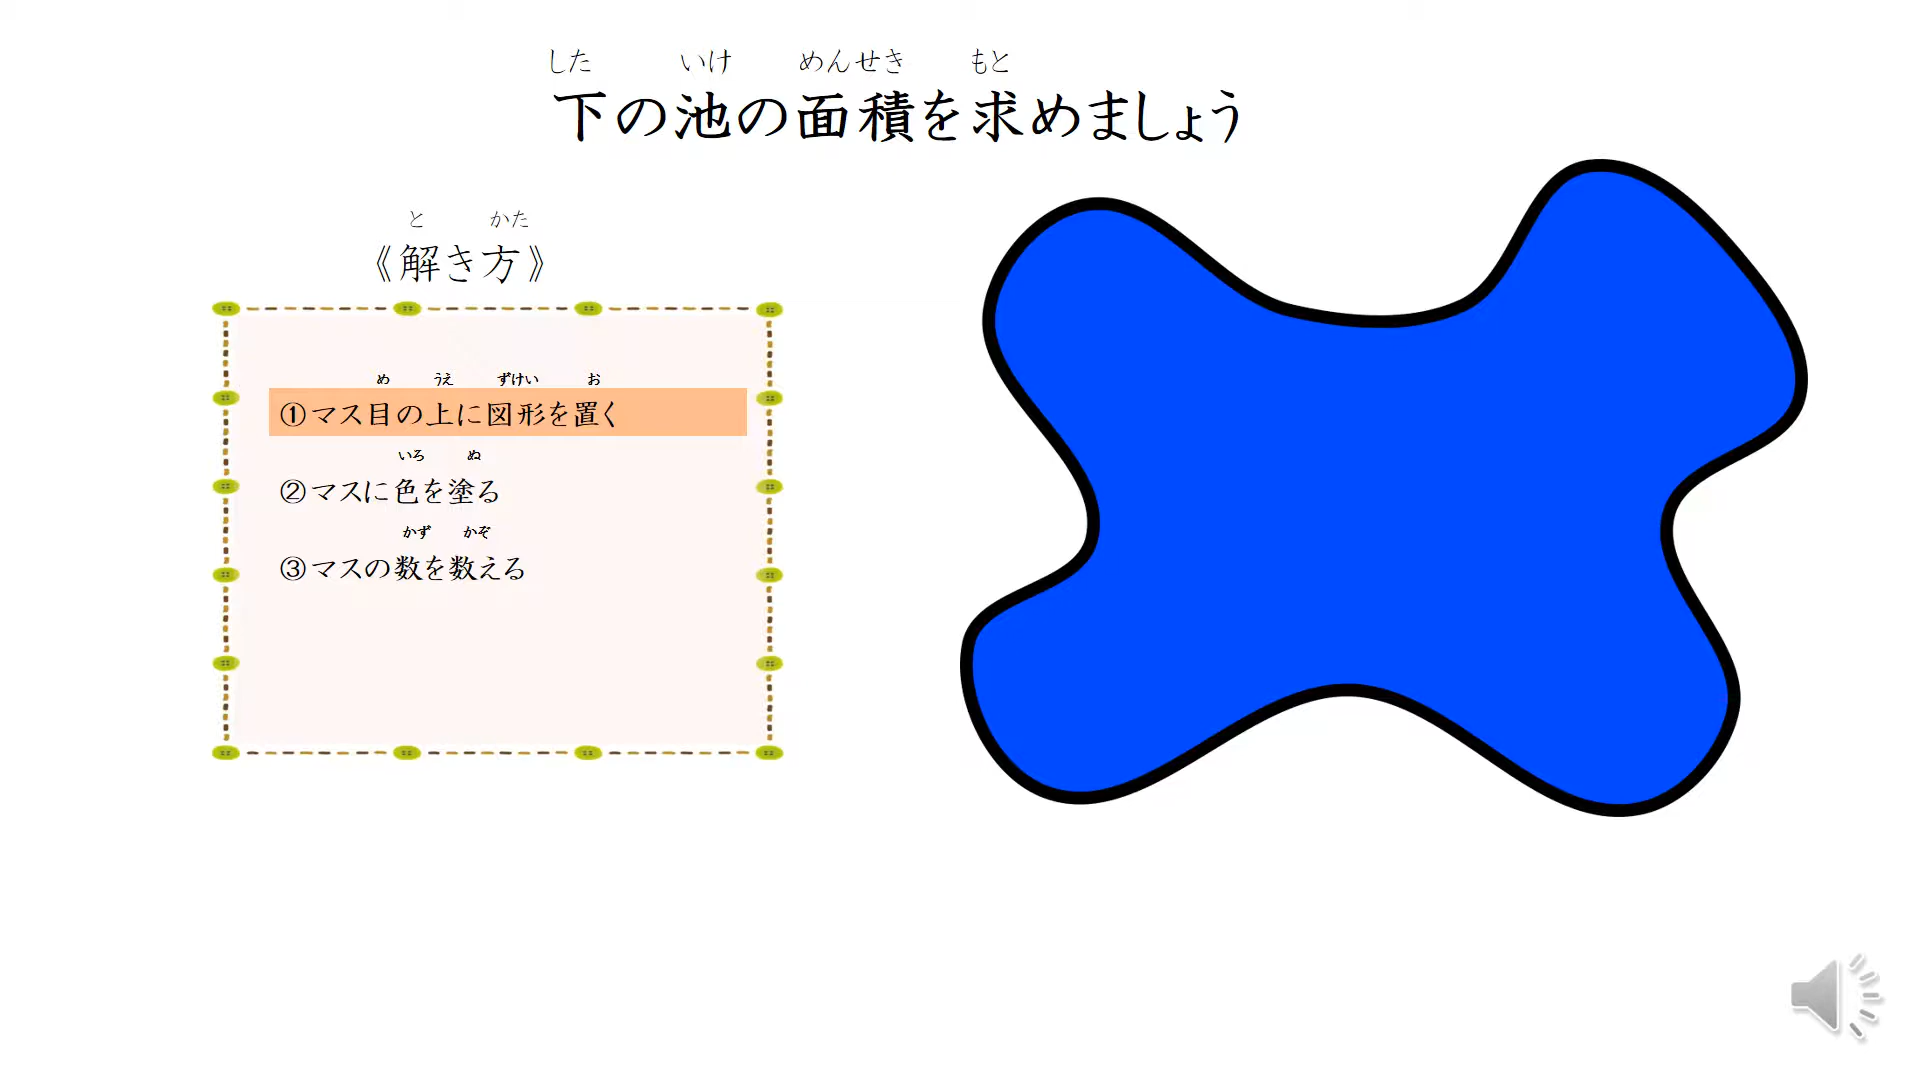 した いけ めんせき もと
下の池の面積を求めましょう
と かた
《解き方》
め うえ ずけい お
①マス目の上に図形を置く
いろ ぬ
②マスに色を塗る
かず かぞ
③マスの数を数える